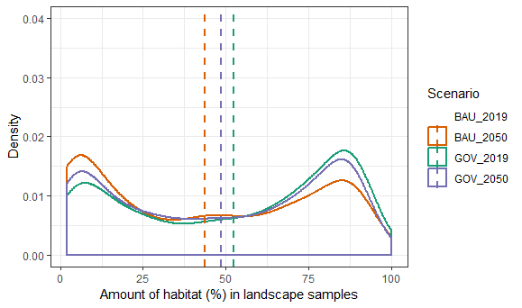 0.04
0.03
0.02
0.01
0.00
Density
0
25
50
75
100
Amount of habitat (%) in landscape samples
Scenario
BAU_2019
BAU_2050
GOV_2019
GOV_2050